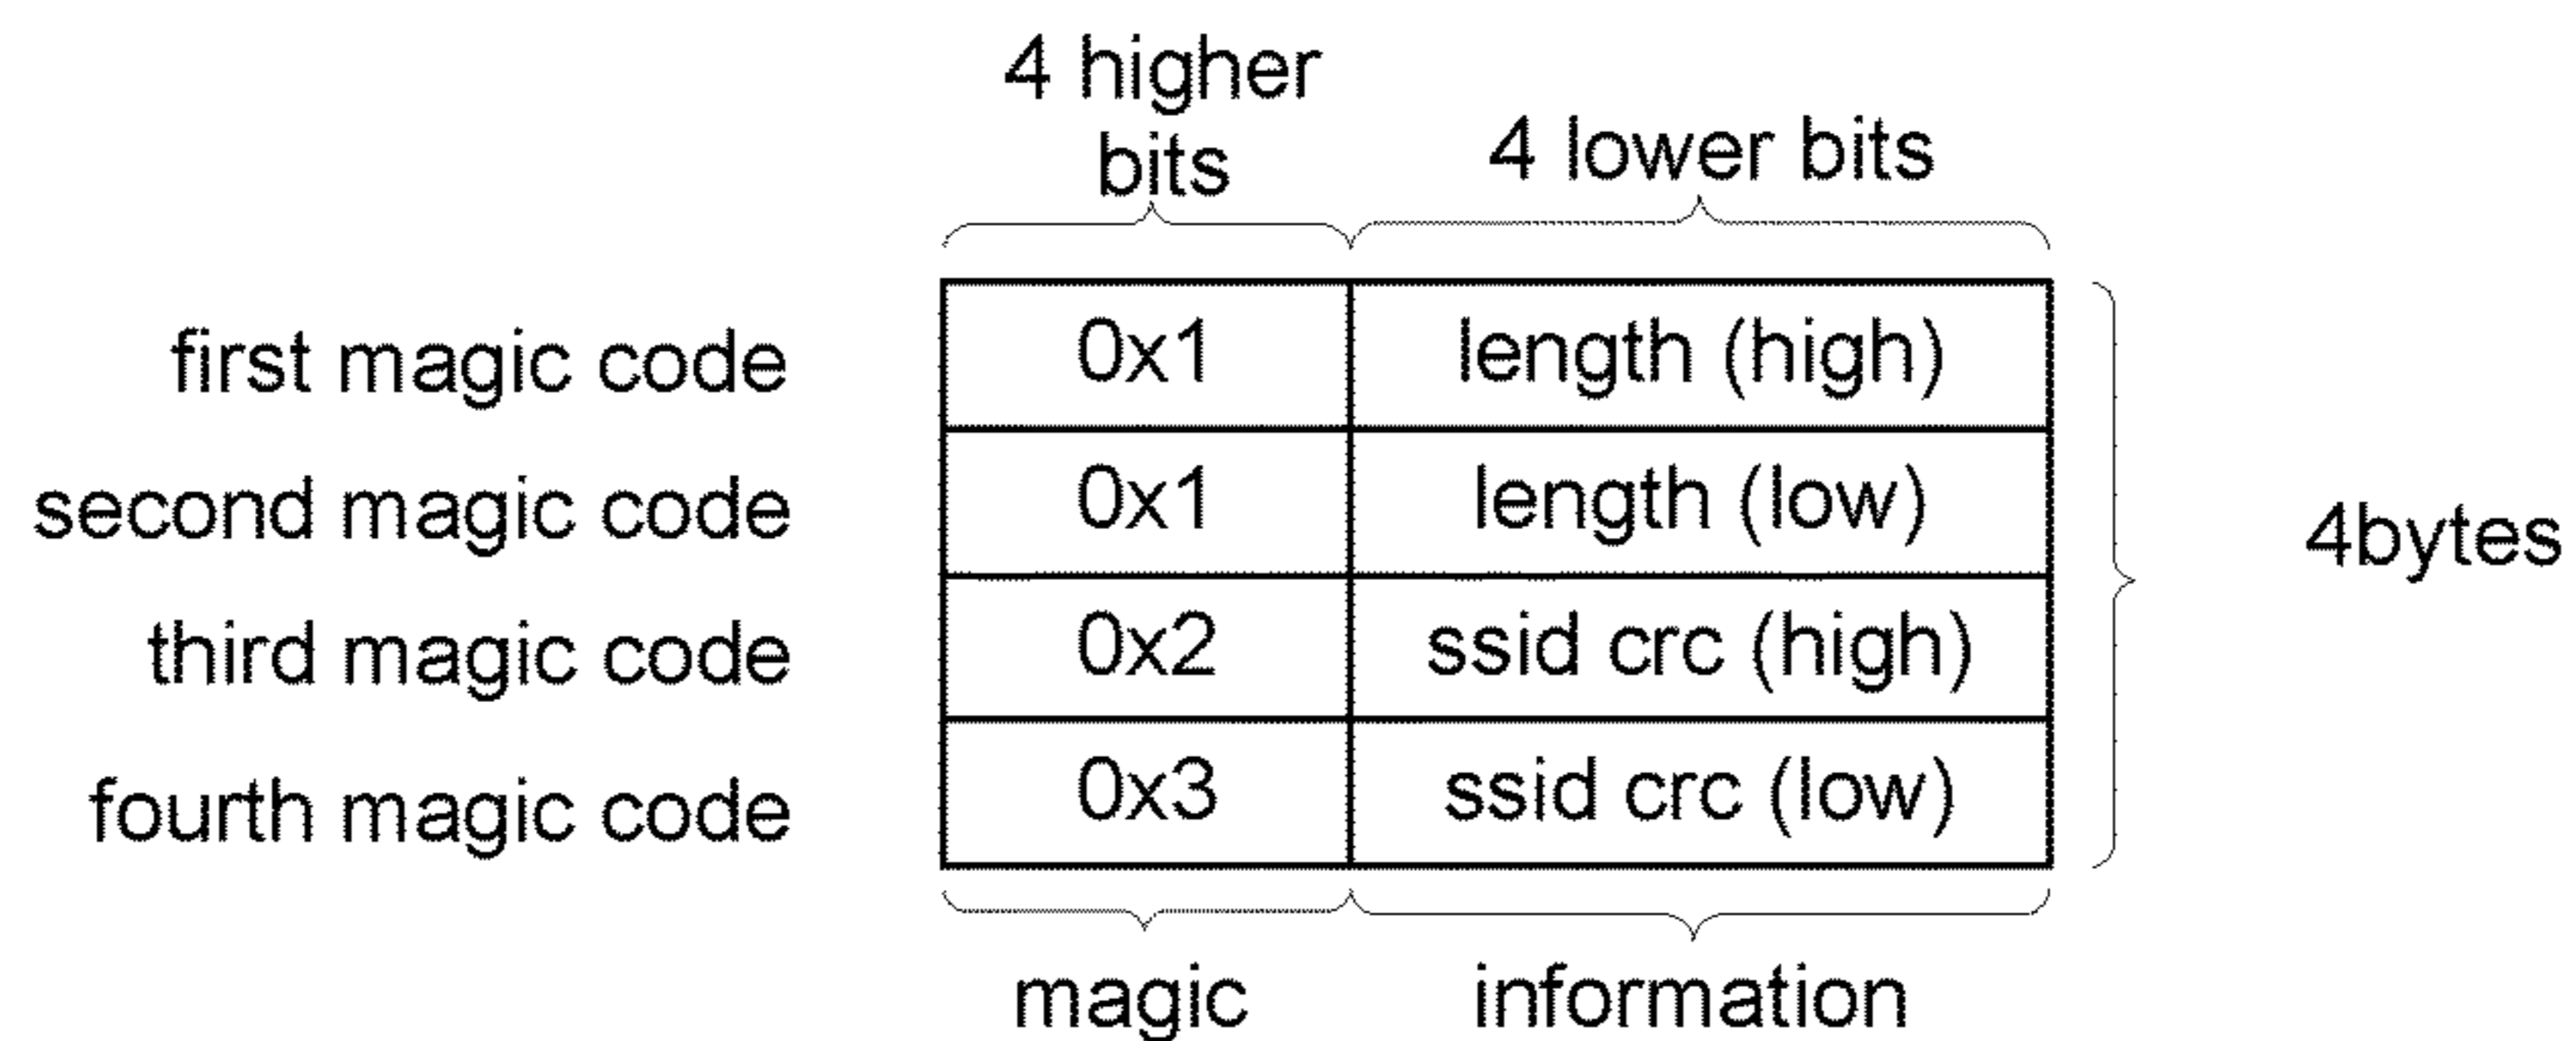 4 higher
bits
4 lower bits
first magic code 0x1 length (high)
second magic code 0x1 length (low)
4bytes
third magic code 0x2 ssid crc (high)
fourth magic code 0x3 ssid crc (low)
magic information